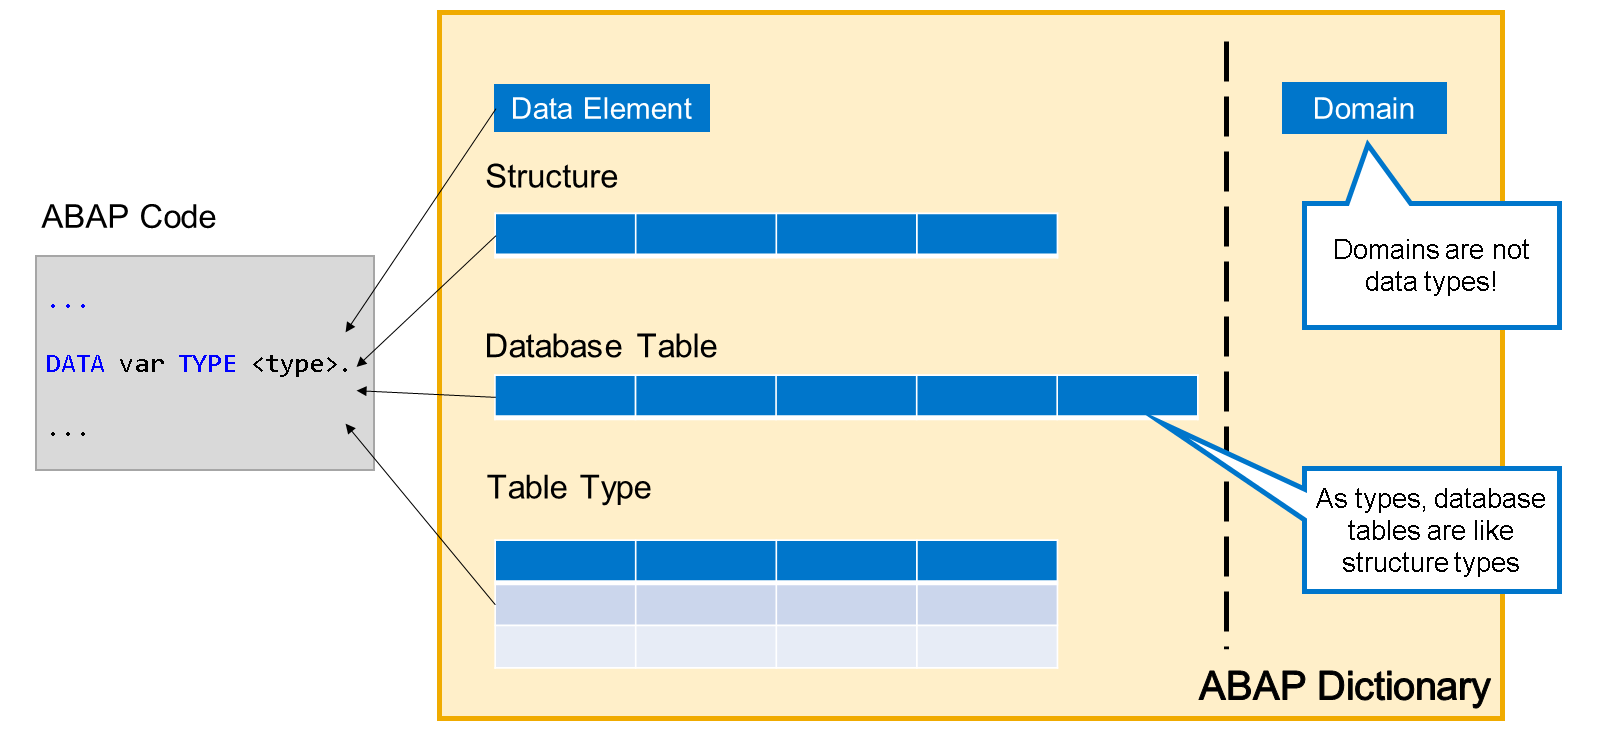 Data Element
Domain
Structure
ABAP Code
Domains are not
data types!
...
DATA var TYPE <type>.
...
Database Table
Table Type
As types, database
tables are like
structure types
ABAP Dictionary